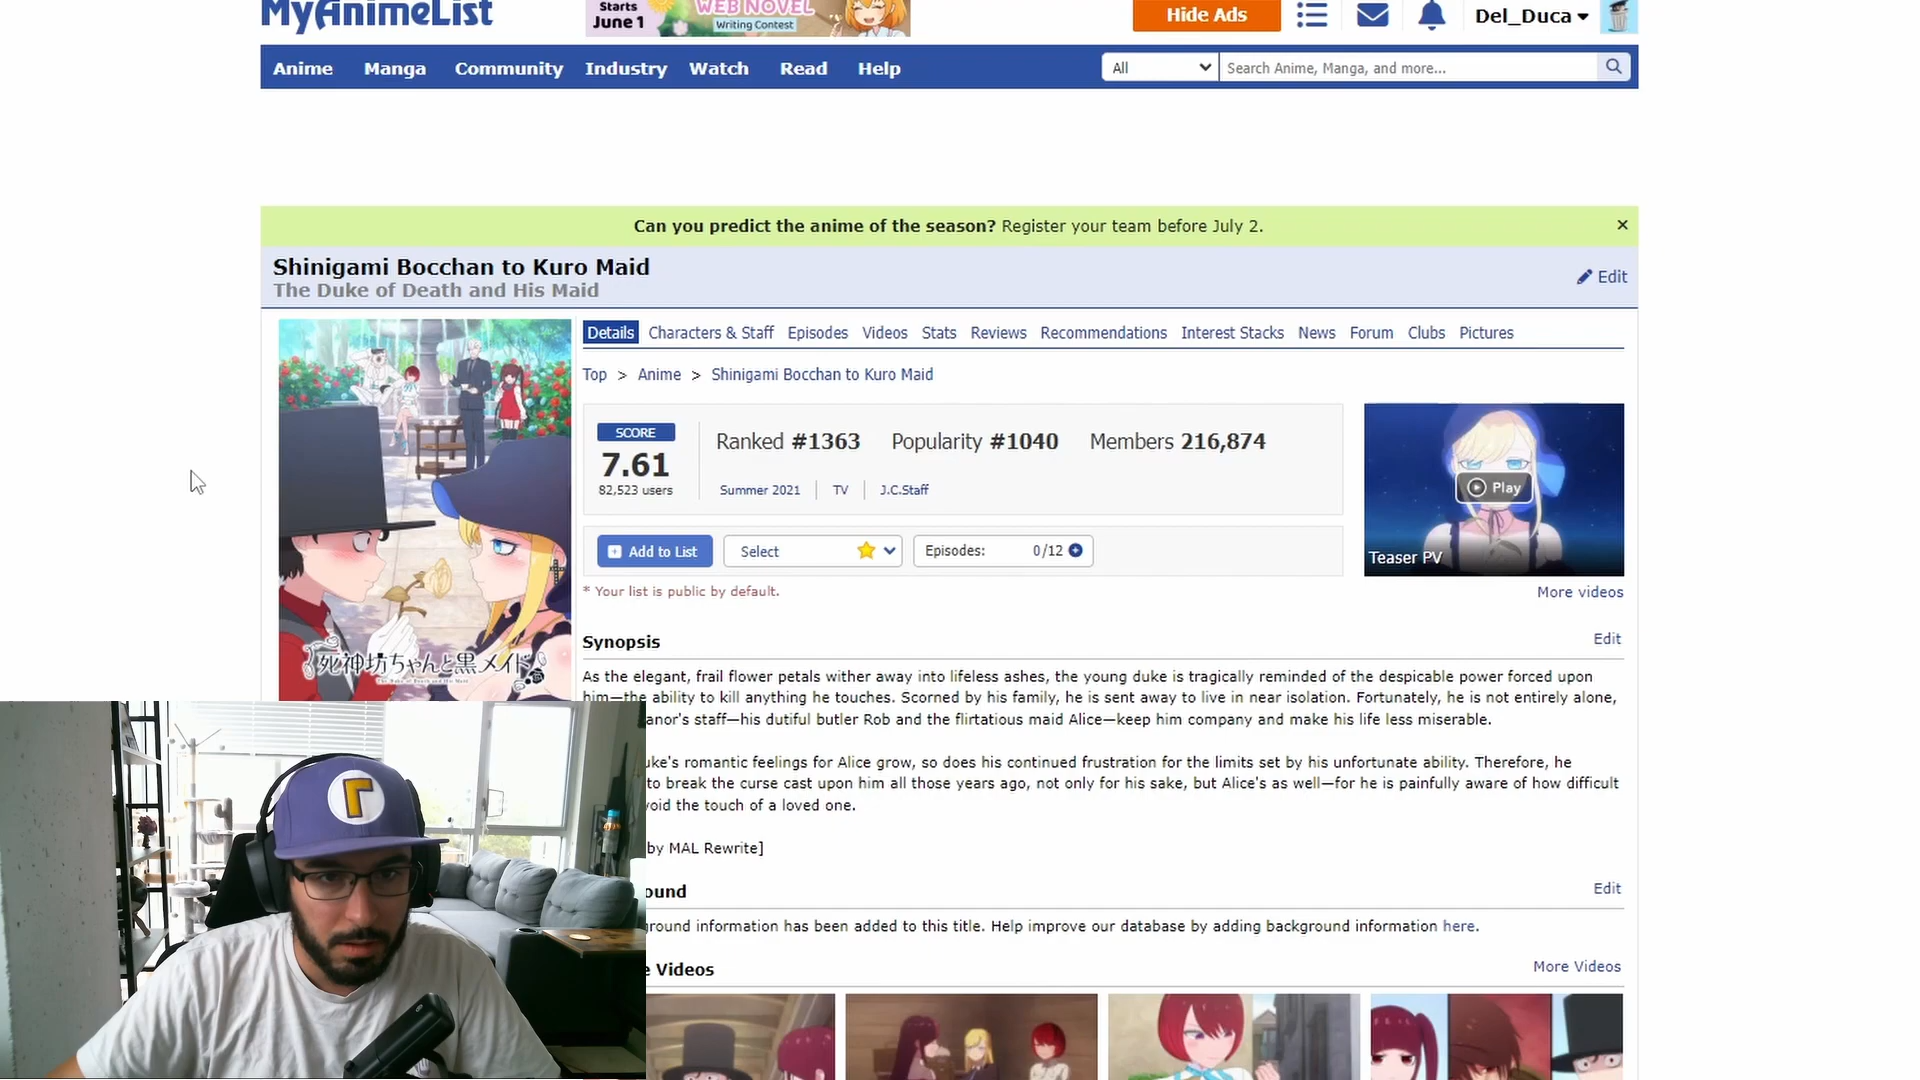 MyAnimeList
Starts
June 1
WEB NOVEL
Writing Contest
Hide Ads
Del_Duca
Anime Manga Community Industry Watch Read Help
All
Search Anime, Manga, and more...
Can you predict the anime of the season? Register your team before July 2.
Shinigami Bocchan to Kuro Maid
The Duke of Death and His Maid
Edit
Details Characters & Staff Episodes Videos Stats Reviews Recommendations Interest Stacks News Forum Clubs Pictures
Top > Anime > Shinigami Bocchan to Kuro Maid
SCORE
7.61
82,523 users
Ranked #1363 Popularity #1040 Members 216,874
Summer 2021 TV J.C.Staff
Add to List
Select
Episodes: 0/12
* Your list is public by default.
Play
Teaser PV
More videos
死神坊ちゃんと黒メイド
Synopsis
Edit
As the elegant, frail flower petals wither away into lifeless ashes, the young duke is tragically reminded of the despicable power forced upon
him—the ability to kill anything he touches. Scorned by his family, he is sent away to live in near isolation. Fortunately, he is not entirely alone,
anor's staff—his dutiful butler Rob and the flirtatious maid Alice—keep him company and make his life less miserable.
uke's romantic feelings for Alice grow, so does his continued frustration for the limits set by his unfortunate ability. Therefore, he
to break the curse cast upon him all those years ago, not only for his sake, but Alice's as well—for he is painfully aware of how difficult
void the touch of a loved one.
by MAL Rewrite]
ound
Edit
ground information has been added to this title. Help improve our database by adding background information here.
e Videos
More Videos